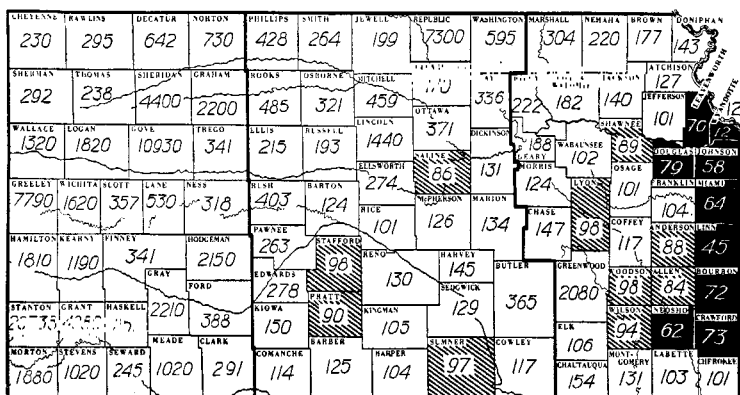 CHEYENNE RAWLINS DECATUR NORTON PHILLIPS SMITH JEWELL REPUBLIC WASHINGTON MARSHALL NEMAHA BROWN DONIPHAN
230 295 642 730 428 264 199 7300 595 304 220 177 143
ATCHISON
127
SHERMAN THOMAS SHERIDAN GRAHAM ROOKS OSBORNE MITCHELL JACKSON
292 238 4400 2200 485 321 459 170 336 222 182 140
JEFFERSON LEAVENWORTH
101 70
OTTAWA
371
WALLACE LOGAN GOVE TREGO ELLIS RUSSELL LINCOLN DICKINSON SHAWNEE
1320 1820 10930 341 215 193 1440 89 12
SALINE GEARY WABAUNSEE DOUGLAS JOHNSON
86 131 188 102 79 58
ELLSWORTH MORRIS OSAGE
274 124 101
GREELEY WICHITA SCOTT LANE NESS RUSH BARTON McPHERSON MARION LYON FRANKLIN MIAMI
7790 1620 357 530 318 403 124 126 134 98 104 64
RICE CHASE COFFEY ANDERSON LINN
101 147 117 88 45
PAWNEE
263
HAMILTON KEARNY FINNEY HODGEMAN STAFFORD RENO HARVEY BUTLER GREENWOOD WOODSON ALLEN BOURBON
1810 1190 341 2150 98 130 145 365 2080 98 84 72
GRAY EDWARDS SEDGWICK
2210 278 129
FORD
388
STANTON GRANT HASKELL KIOWA PRATT KINGMAN WILSON NEOSHO CRAWFORD
150 90 105 94 62 73
ELK
106
MORTON STEVENS SEWARD MEADE CLARK COMANCHE BARBER HARPER SUMNER COWLEY CHAUTAUQUA MONT-
GOMERY LABETTE CHEROKEE
1880 1020 245 1020 291 114 125 104 97 117 154 131 103 101